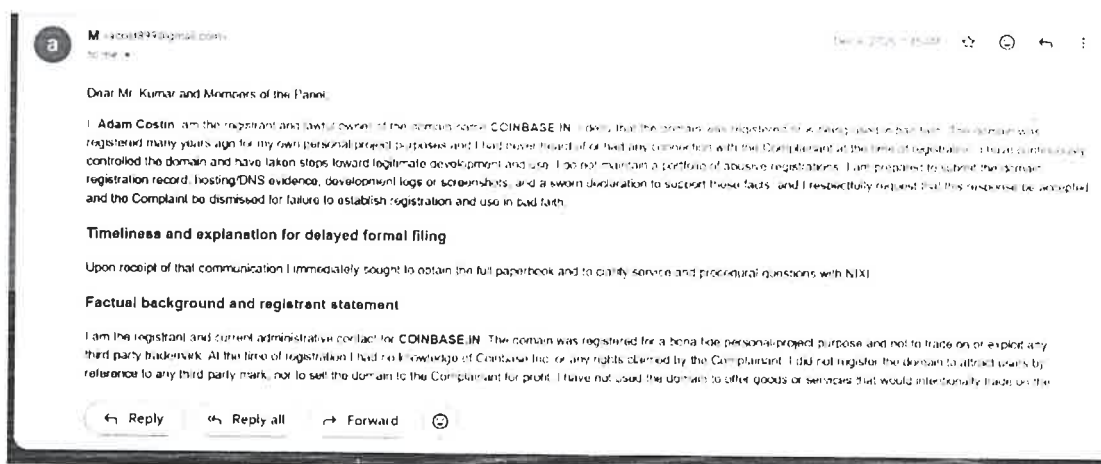 a
M <acost899@gmail.com>
to me
Dear Mr. Kumar and Members of the Panel,
I, Adam Costin, am the registrant and lawful owner of the domain name COINBASE.IN. I deny that the domain was registered or is being used in bad faith. The domain was
registered many years ago for my own personal project purposes and I had never heard of or had any connection with the Complainant at the time of registration. I have continuously
controlled the domain and have taken steps toward legitimate development and use. I do not maintain a portfolio of abusive registrations. I am prepared to submit the domain
registration record, hosting/DNS evidence, development logs or screenshots, and a sworn declaration to support these facts, and I respectfully request that this response be accepted
and the Complaint be dismissed for failure to establish registration and use in bad faith.
Timeliness and explanation for delayed formal filing
Upon receipt of that communication I immediately sought to obtain the full paperbook and to clarify service and procedural questions with NIXI.
Factual background and registrant statement
I am the registrant and current administrative contact for COINBASE.IN. The domain was registered for a bona fide personal-project purpose and not to trade on or exploit any
third party trademark. At the time of registration I had no knowledge of Coinbase Inc. or any rights claimed by the Complainant. I did not register the domain to attract users by
reference to any third party mark, nor to sell the domain to the Complainant for profit. I have not used the domain to offer goods or services that would intentionally trade on the
Reply
Reply all
Forward